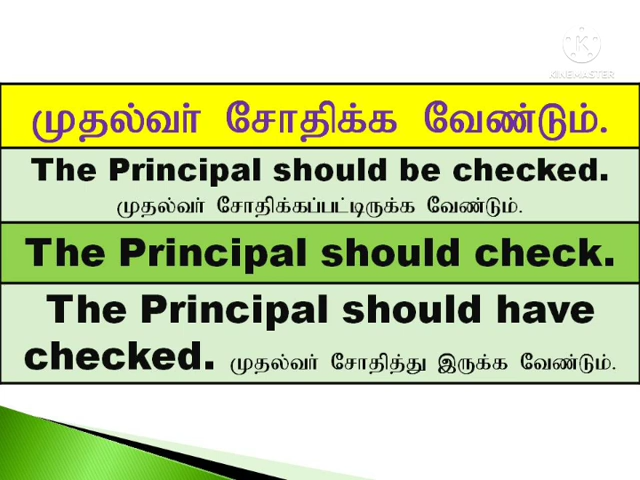 KINEMASTER
முதல்வர் சோதிக்க வேண்டும்.
The Principal should be checked.
முதல்வர் சோதிக்கப்பட்டிருக்க வேண்டும்.
The Principal should check.
The Principal should have
checked. முதல்வர் சோதித்து இருக்க வேண்டும்.